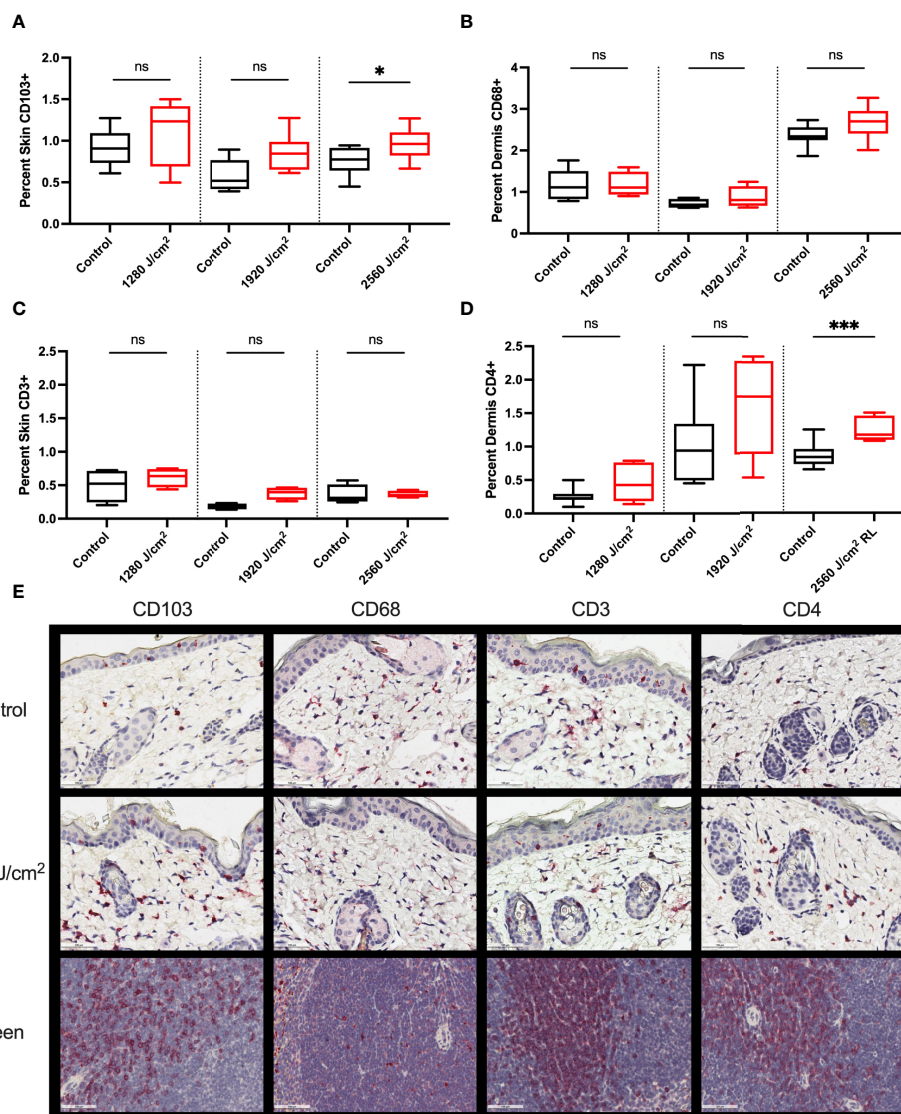 A
Percent Skin CD103+
2.0
1.5
1.0
0.5
0.0
ns
ns
*
Control
1280 J/cm²
Control
1920 J/cm²
Control
2560 J/cm²
B
Percent Dermis CD68+
4
3
2
1
0
ns
ns
ns
Control
1280 J/cm²
Control
1920 J/cm²
Control
2560 J/cm²
C
Percent Skin CD3+
2.5
2.0
1.5
1.0
0.5
0.0
ns
ns
ns
Control
1280 J/cm²
Control
1920 J/cm²
Control
2560 J/cm²
D
Percent Dermis CD4+
2.5
2.0
1.5
1.0
0.5
0.0
ns
ns
***
Control
1280 J/cm²
Control
1920 J/cm²
Control
2560 J/cm² RL
E
CD103 CD68 CD3 CD4
trol
J/cm²
een